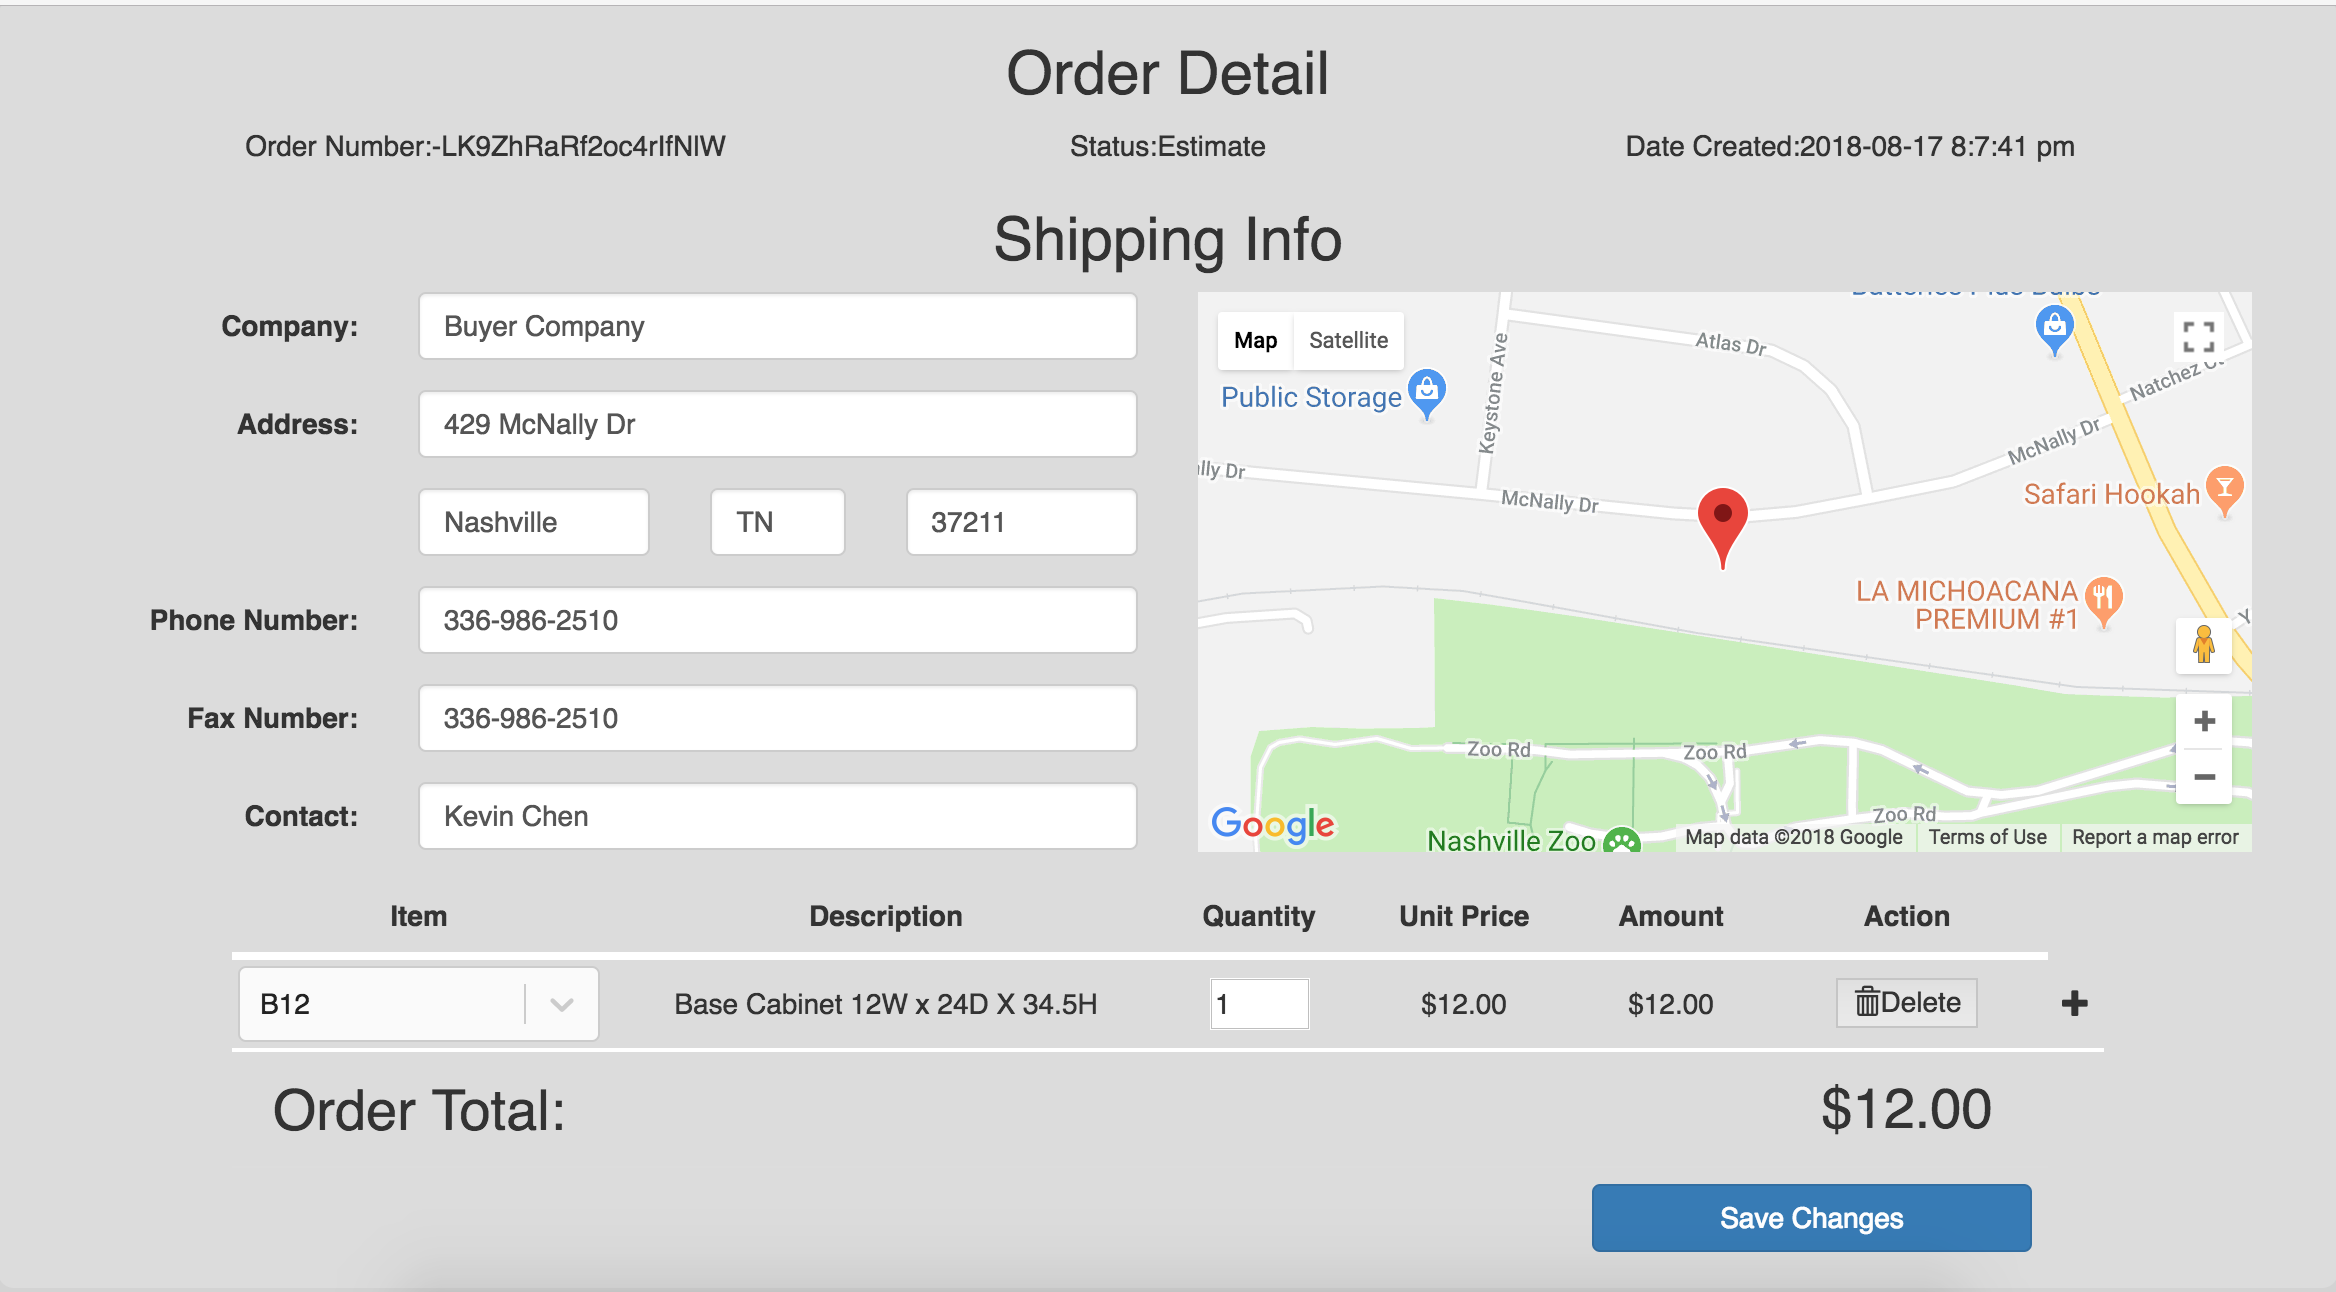 Order Detail
Order Number:-LK9ZhRaRf2oc4rIfNIW
Status:Estimate
Date Created:2018-08-17 8:7:41 pm
Shipping Info
Company:
Buyer Company
Address:
429 McNally Dr
Nashville
TN
37211
Phone Number:
336-986-2510
Fax Number:
336-986-2510
Contact:
Kevin Chen
Map
Satellite
Public Storage
Keystone Ave
Atlas Dr
Natchez Ct
McNally Dr
lly Dr
McNally Dr
Safari Hookah
LA MICHOACANA
PREMIUM #1
Zoo Rd
Zoo Rd
Zoo Rd
Google
Nashville Zoo
Map data ©2018 Google
Terms of Use
Report a map error
Item
Description
Quantity
Unit Price
Amount
Action
B12
Base Cabinet 12W x 24D X 34.5H
1
$12.00
$12.00
Delete
Order Total:
$12.00
Save Changes